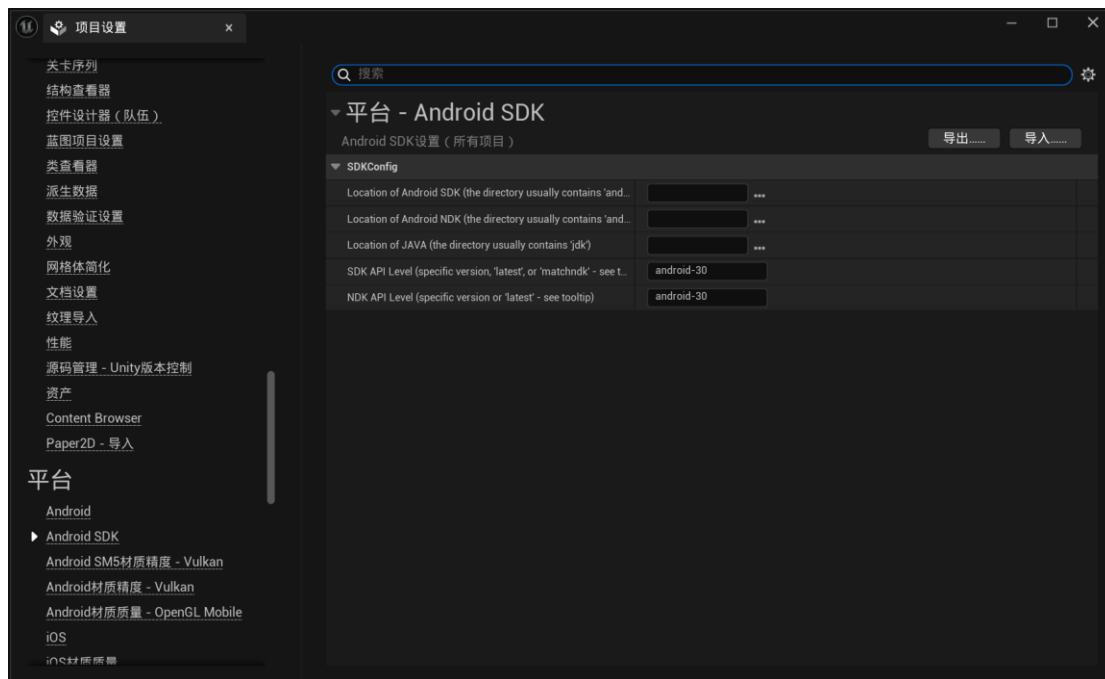 项目设置
关卡序列
结构查看器
控件设计器（队伍）
蓝图项目设置
类查看器
派生数据
数据验证设置
外观
网格体简化
文档设置
纹理导入
性能
源码管理 - Unity版本控制
资产
Content Browser
Paper2D - 导入
平台
Android
Android SDK
Android SM5材质精度 - Vulkan
Android材质精度 - Vulkan
Android材质质量 - OpenGL Mobile
iOS
iOS材质质量
搜索
平台 - Android SDK
Android SDK设置（所有项目）
导出......
导入......
SDKConfig
Location of Android SDK (the directory usually contains 'and...
Location of Android NDK (the directory usually contains 'and...
Location of JAVA (the directory usually contains 'jdk')
SDK API Level (specific version, 'latest', or 'matchndk' - see t...
android-30
NDK API Level (specific version or 'latest' - see tooltip)
android-30